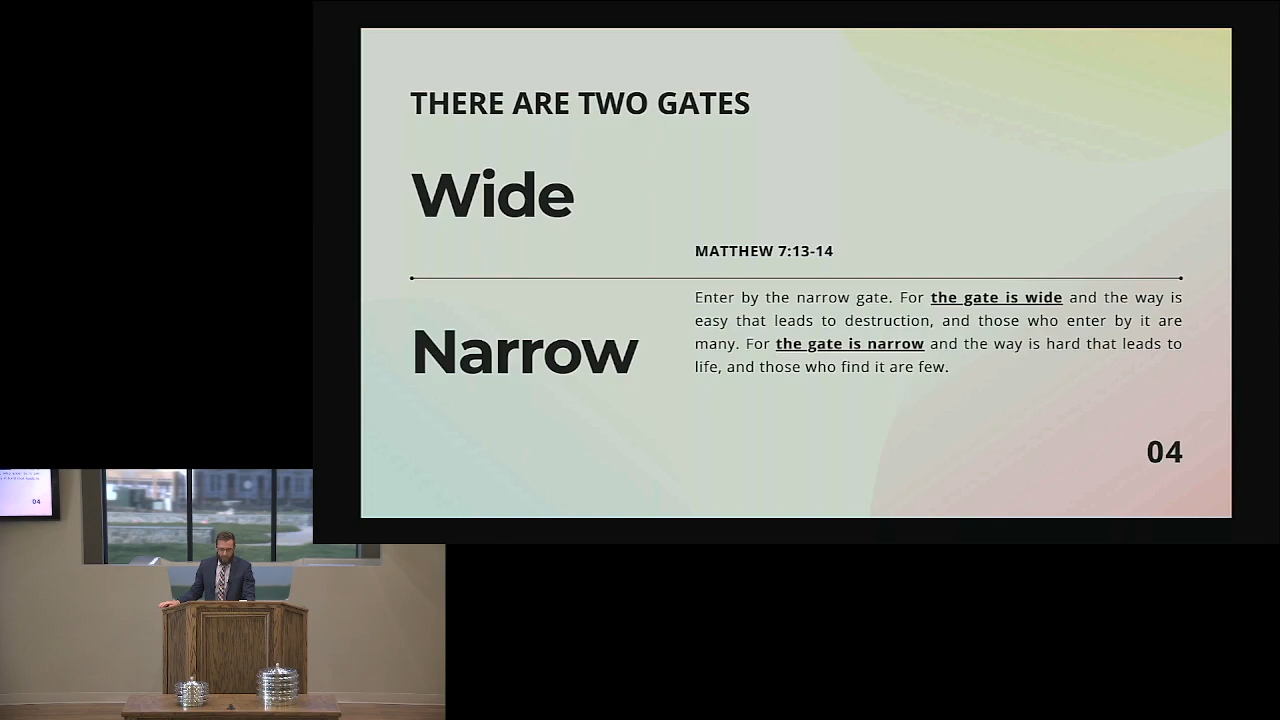 THERE ARE TWO GATES
Wide
MATTHEW 7:13-14
Narrow
Enter by the narrow gate. For the gate is wide and the way is
easy that leads to destruction, and those who enter by it are
many. For the gate is narrow and the way is hard that leads to
life, and those who find it are few.
04
04